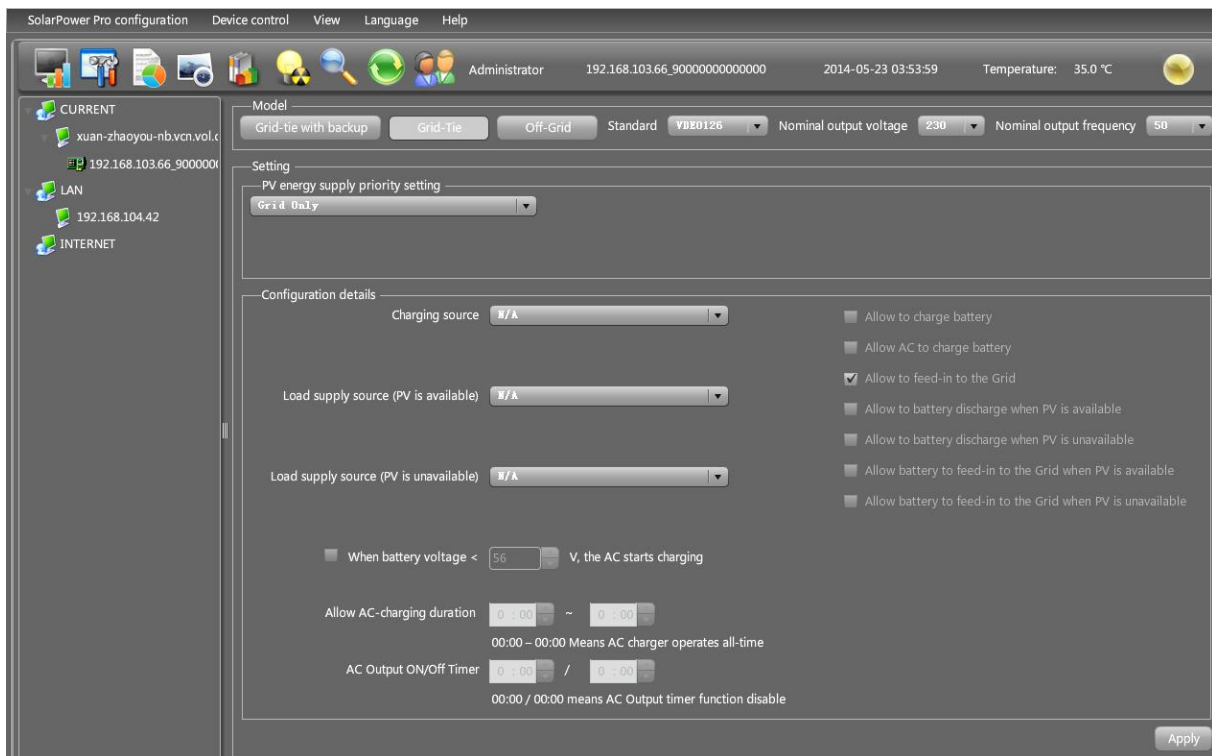 SolarPower Pro configuration Device control View Language Help
Administrator 192.168.103.66_90000000000000 2014-05-23 03:53:59 Temperature: 35.0 ℃
CURRENT
xuan-zhaoyou-nb.vcn.vol.c
192.168.103.66_900000
LAN
192.168.104.42
INTERNET
Model
Grid-tie with backup Grid-Tie Off-Grid Standard VDE0126 Nominal output voltage 230 Nominal output frequency 50
Setting
PV energy supply priority setting
Grid Only
Configuration details
Charging source N/A
Allow to charge battery
Allow AC to charge battery
Allow to feed-in to the Grid
Load supply source (PV is available) N/A
Allow to battery discharge when PV is available
Allow to battery discharge when PV is unavailable
Load supply source (PV is unavailable) N/A
Allow battery to feed-in to the Grid when PV is available
Allow battery to feed-in to the Grid when PV is unavailable
When battery voltage < 56 V, the AC starts charging
Allow AC-charging duration 0 : 00 ~ 0 : 00
00:00 – 00:00 Means AC charger operates all-time
AC Output ON/Off Timer 0 : 00 / 0 : 00
00:00 / 00:00 means AC Output timer function disable
Apply